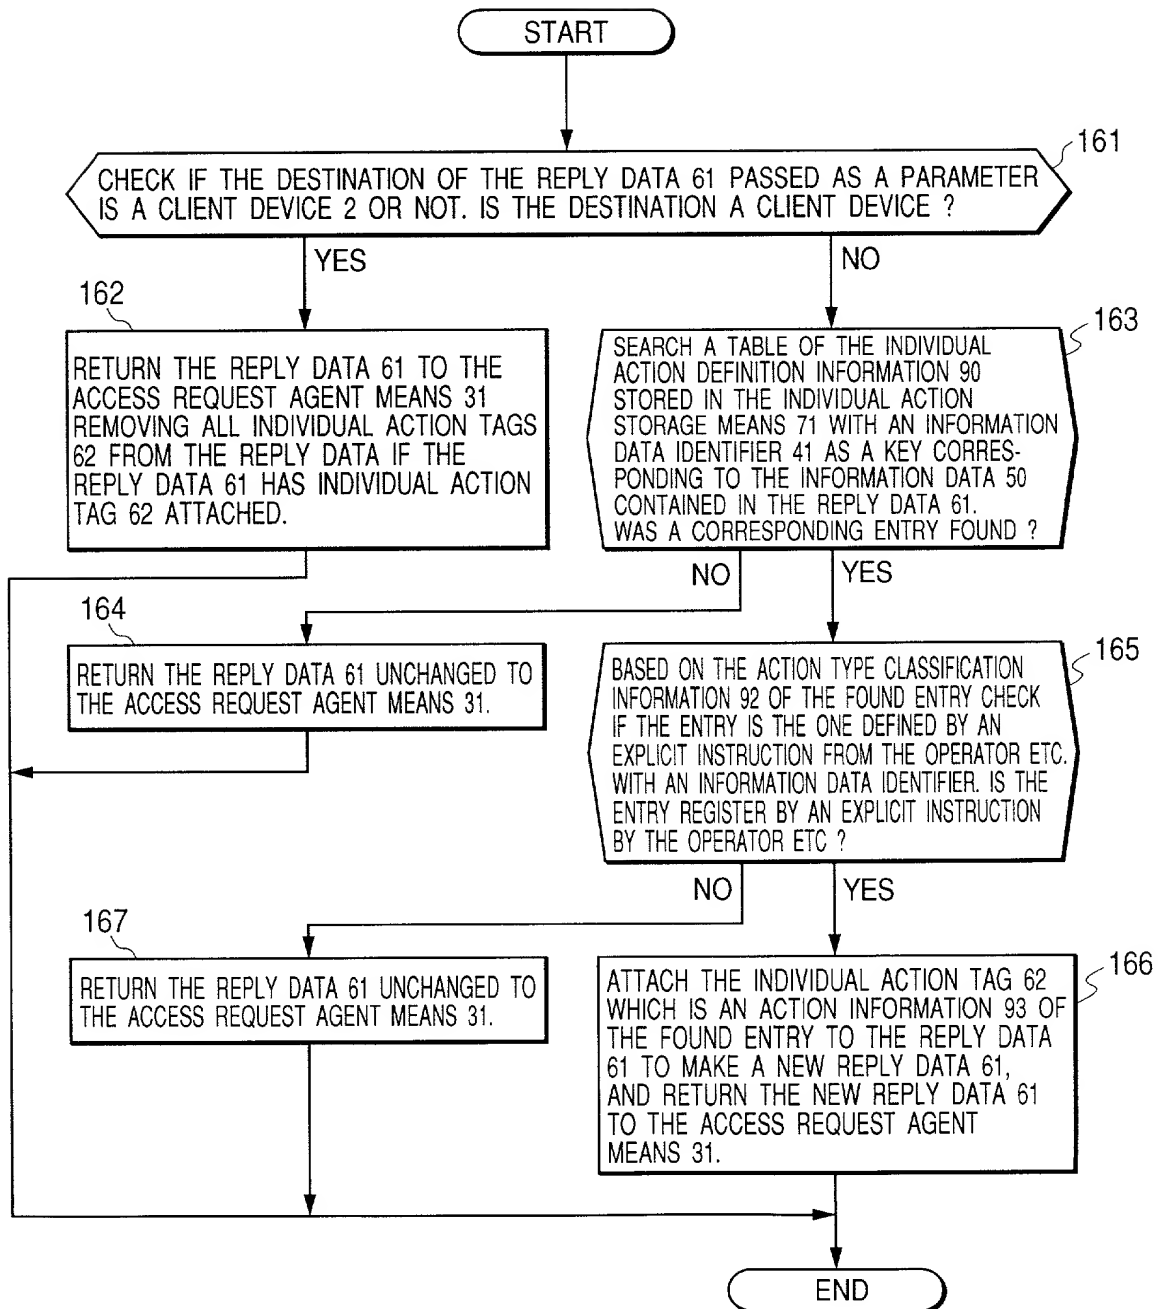 START
161
CHECK IF THE DESTINATION OF THE REPLY DATA 61 PASSED AS A PARAMETER
IS A CLIENT DEVICE 2 OR NOT. IS THE DESTINATION A CLIENT DEVICE ?
YES
NO
162
RETURN THE REPLY DATA 61 TO THE
ACCESS REQUEST AGENT MEANS 31
REMOVING ALL INDIVIDUAL ACTION TAGS
62 FROM THE REPLY DATA IF THE
REPLY DATA 61 HAS INDIVIDUAL ACTION
TAG 62 ATTACHED.
163
SEARCH A TABLE OF THE INDIVIDUAL
ACTION DEFINITION INFORMATION 90
STORED IN THE INDIVIDUAL ACTION
STORAGE MEANS 71 WITH AN INFORMATION
DATA IDENTIFIER 41 AS A KEY CORRES-
PONDING TO THE INFORMATION DATA 50
CONTAINED IN THE REPLY DATA 61.
WAS A CORRESPONDING ENTRY FOUND ?
NO
YES
164
RETURN THE REPLY DATA 61 UNCHANGED TO
THE ACCESS REQUEST AGENT MEANS 31.
165
BASED ON THE ACTION TYPE CLASSIFICATION
INFORMATION 92 OF THE FOUND ENTRY CHECK
IF THE ENTRY IS THE ONE DEFINED BY AN
EXPLICIT INSTRUCTION FROM THE OPERATOR ETC.
WITH AN INFORMATION DATA IDENTIFIER. IS THE
ENTRY REGISTER BY AN EXPLICIT INSTRUCTION
BY THE OPERATOR ETC ?
NO
YES
167
RETURN THE REPLY DATA 61 UNCHANGED TO
THE ACCESS REQUEST AGENT MEANS 31.
166
ATTACH THE INDIVIDUAL ACTION TAG 62
WHICH IS AN ACTION INFORMATION 93 OF
THE FOUND ENTRY TO THE REPLY DATA
61 TO MAKE A NEW REPLY DATA 61,
AND RETURN THE NEW REPLY DATA 61
TO THE ACCESS REQUEST AGENT
MEANS 31.
END